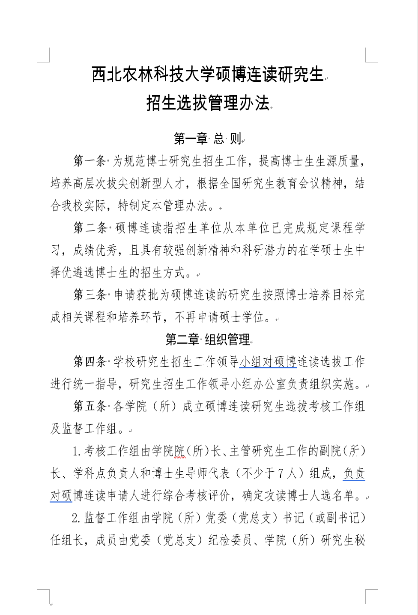 西北农林科技大学硕博连读研究生
招生选拔管理办法
第一章 总 则
第一条 为规范博士研究生招生工作，提高博士生生源质量，
培养高层次拔尖创新型人才，根据全国研究生教育会议精神，结
合我校实际，特制定本管理办法。
第二条 硕博连读指招生单位从本单位已完成规定课程学
习，成绩优秀，且具有较强创新精神和科研潜力的在学硕士生中
择优遴选博士生的招生方式。
第三条 申请获批为硕博连读的研究生按照博士培养目标完
成相关课程和培养环节，不再申请硕士学位。
第二章 组织管理
第四条 学校研究生招生工作领导小组对硕博连读选拔工作
进行统一指导，研究生招生工作领导小组办公室负责组织实施。
第五条 各学院（所）成立硕博连读研究生选拔考核工作组
及监督工作组。
1.考核工作组由学院院（所）长、主管研究生工作的副院（所）
长、学科点负责人和博士生导师代表（不少于7人）组成，负责
对硕博连读申请人进行综合考核评价，确定攻读博士人选名单。
2.监督工作组由学院（所）党委（党总支）书记（或副书记）
任组长，成员由党委（党总支）纪检委员、学院（所）研究生秘